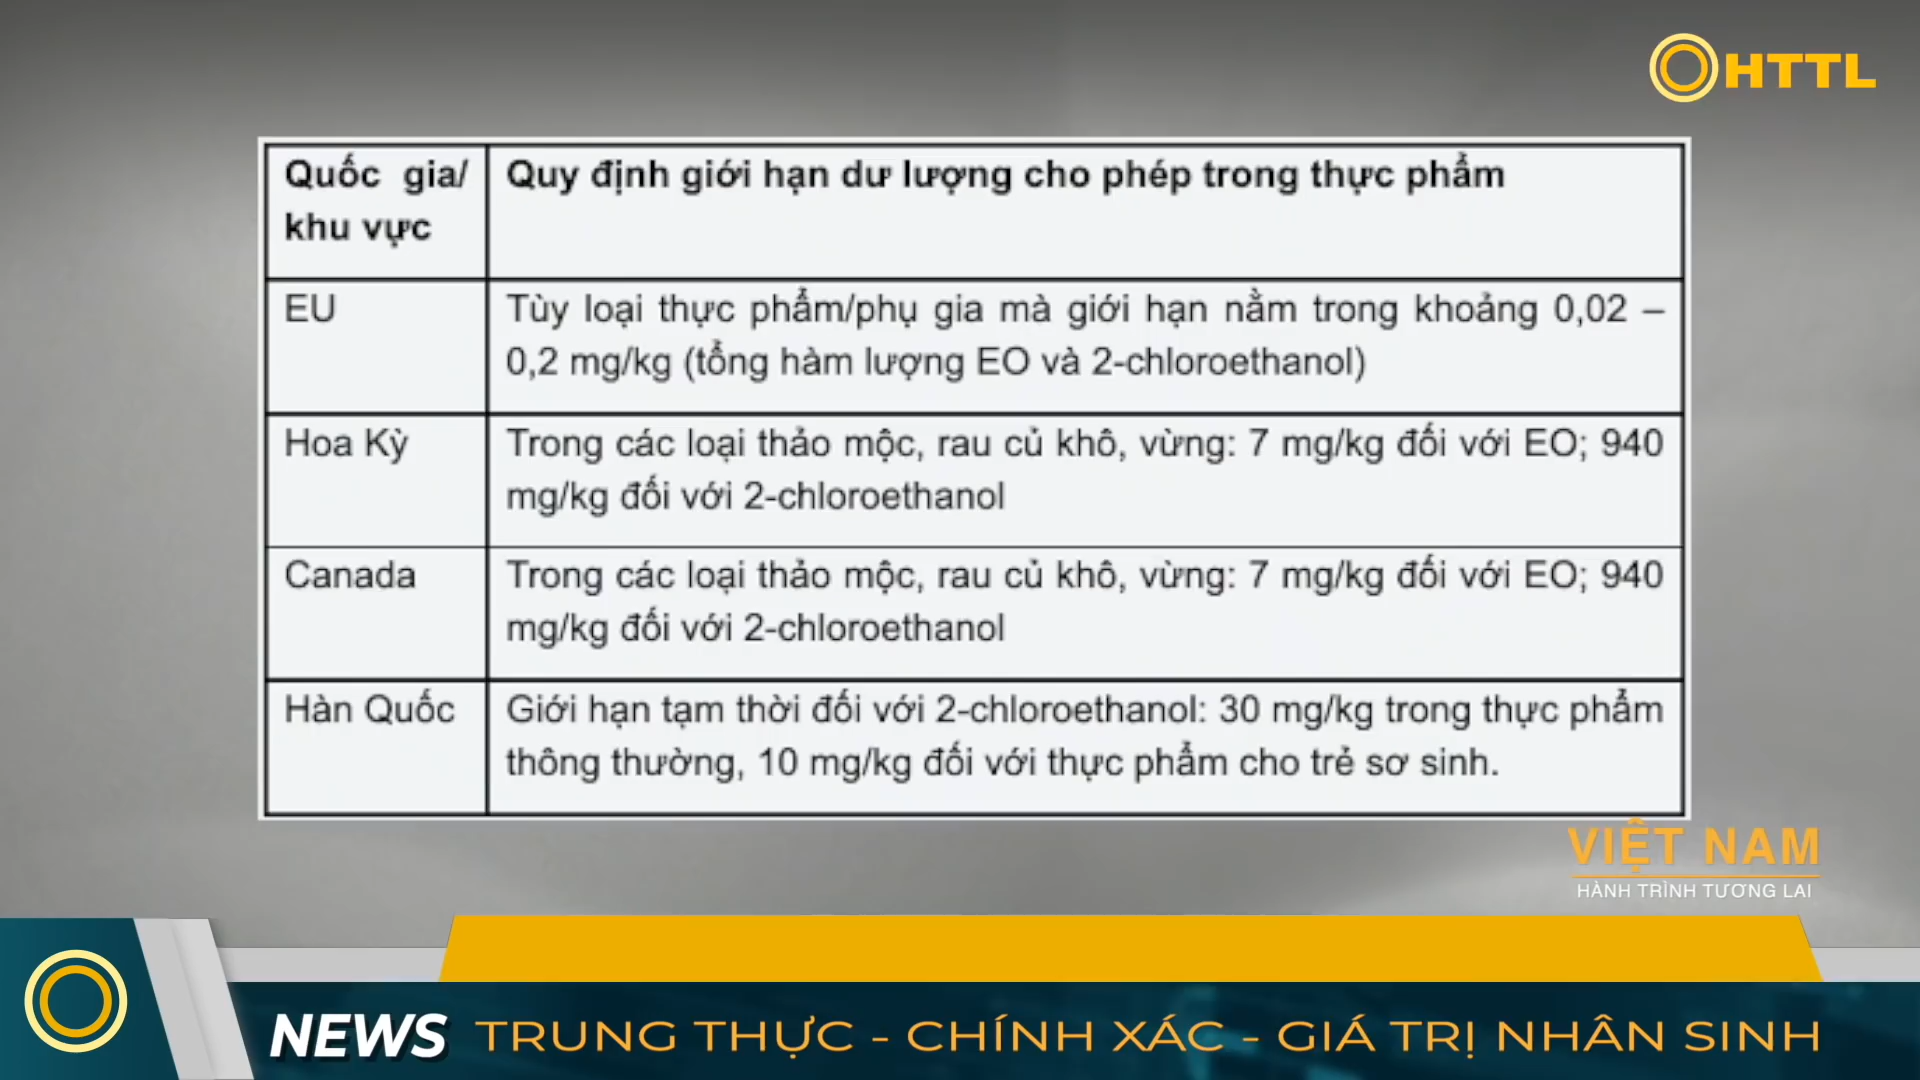 HTTL
Quốc gia/
khu vực
Quy định giới hạn dư lượng cho phép trong thực phẩm
EU
Tùy loại thực phẩm/phụ gia mà giới hạn nằm trong khoảng 0,02 –
0,2 mg/kg (tổng hàm lượng EO và 2-chloroethanol)
Hoa Kỳ
Trong các loại thảo mộc, rau củ khô, vừng: 7 mg/kg đối với EO; 940
mg/kg đối với 2-chloroethanol
Canada
Trong các loại thảo mộc, rau củ khô, vừng: 7 mg/kg đối với EO; 940
mg/kg đối với 2-chloroethanol
Hàn Quốc
Giới hạn tạm thời đối với 2-chloroethanol: 30 mg/kg trong thực phẩm
thông thường, 10 mg/kg đối với thực phẩm cho trẻ sơ sinh.
VIỆT NAM
HÀNH TRÌNH TƯƠNG LAI
NEWS TRUNG THỰC - CHÍNH XÁC - GIÁ TRỊ NHÂN SINH